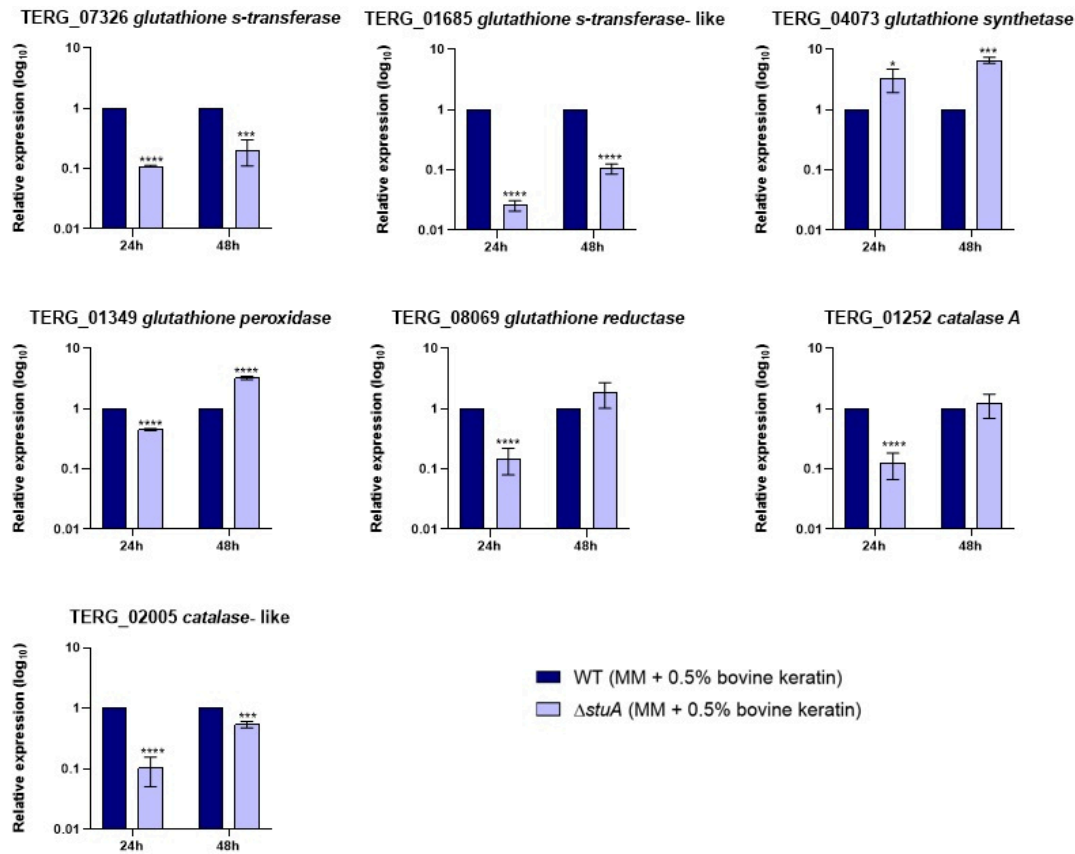 TERG_07326 glutathione s-transferase
Relative expression (log10)
10
1
0.1
0.01
****
***
24h
48h
TERG_01685 glutathione s-transferase- like
Relative expression (log10)
10
1
0.1
0.01
****
****
24h
48h
TERG_04073 glutathione synthetase
Relative expression (log10)
10
1
0.1
0.01
*
***
24h
48h
TERG_01349 glutathione peroxidase
Relative expression (log10)
10
1
0.1
0.01
****
****
24h
48h
TERG_08069 glutathione reductase
Relative expression (log10)
10
1
0.1
0.01
****
24h
48h
TERG_01252 catalase A
Relative expression (log10)
10
1
0.1
0.01
****
24h
48h
TERG_02005 catalase- like
Relative expression (log10)
10
1
0.1
0.01
****
***
24h
48h
WT (MM + 0.5% bovine keratin)
ΔstuA (MM + 0.5% bovine keratin)